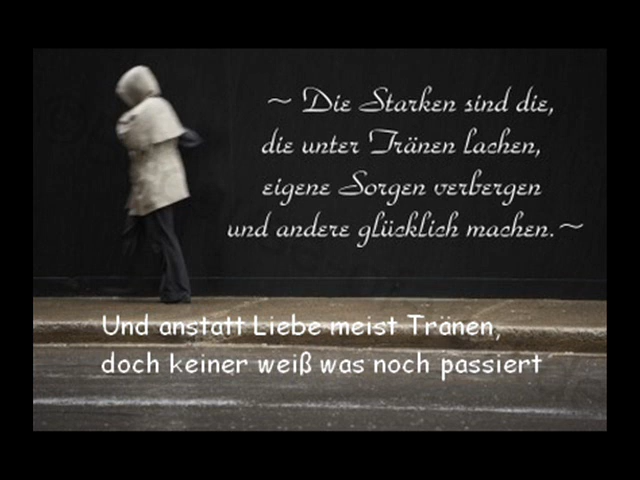 ~ Die Starken sind die,
die unter Tränen lachen,
eigene Sorgen verbergen
und andere glücklich machen.~
Und anstatt Liebe meist Tränen,
doch keiner weiß was noch passiert